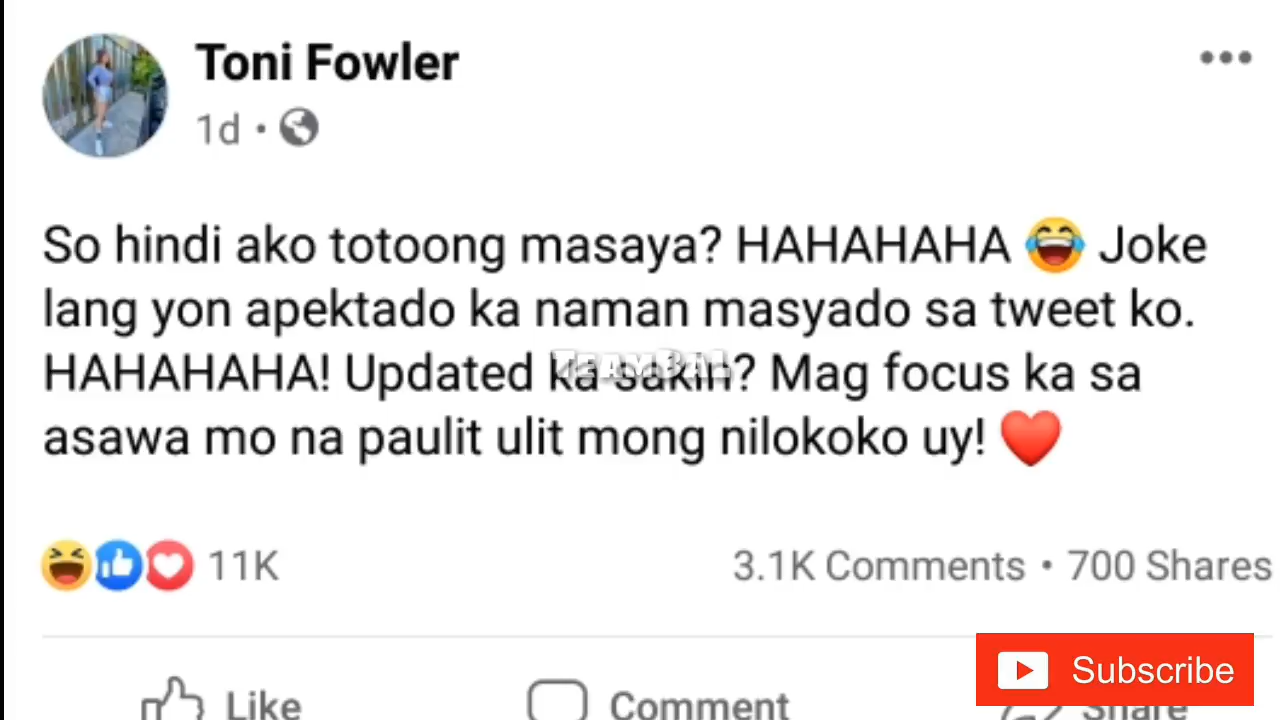 Toni Fowler
1d
So hindi ako totoong masaya? HAHAHAHA 😂 Joke
lang yon apektado ka naman masyado sa tweet ko.
HAHAHAHA! Updated ka sakin? Mag focus ka sa
asawa mo na paulit ulit mong nilokoko uy! ❤️
TEAMBAL
11K
3.1K Comments • 700 Shares
Like
Comment
Share
Subscribe